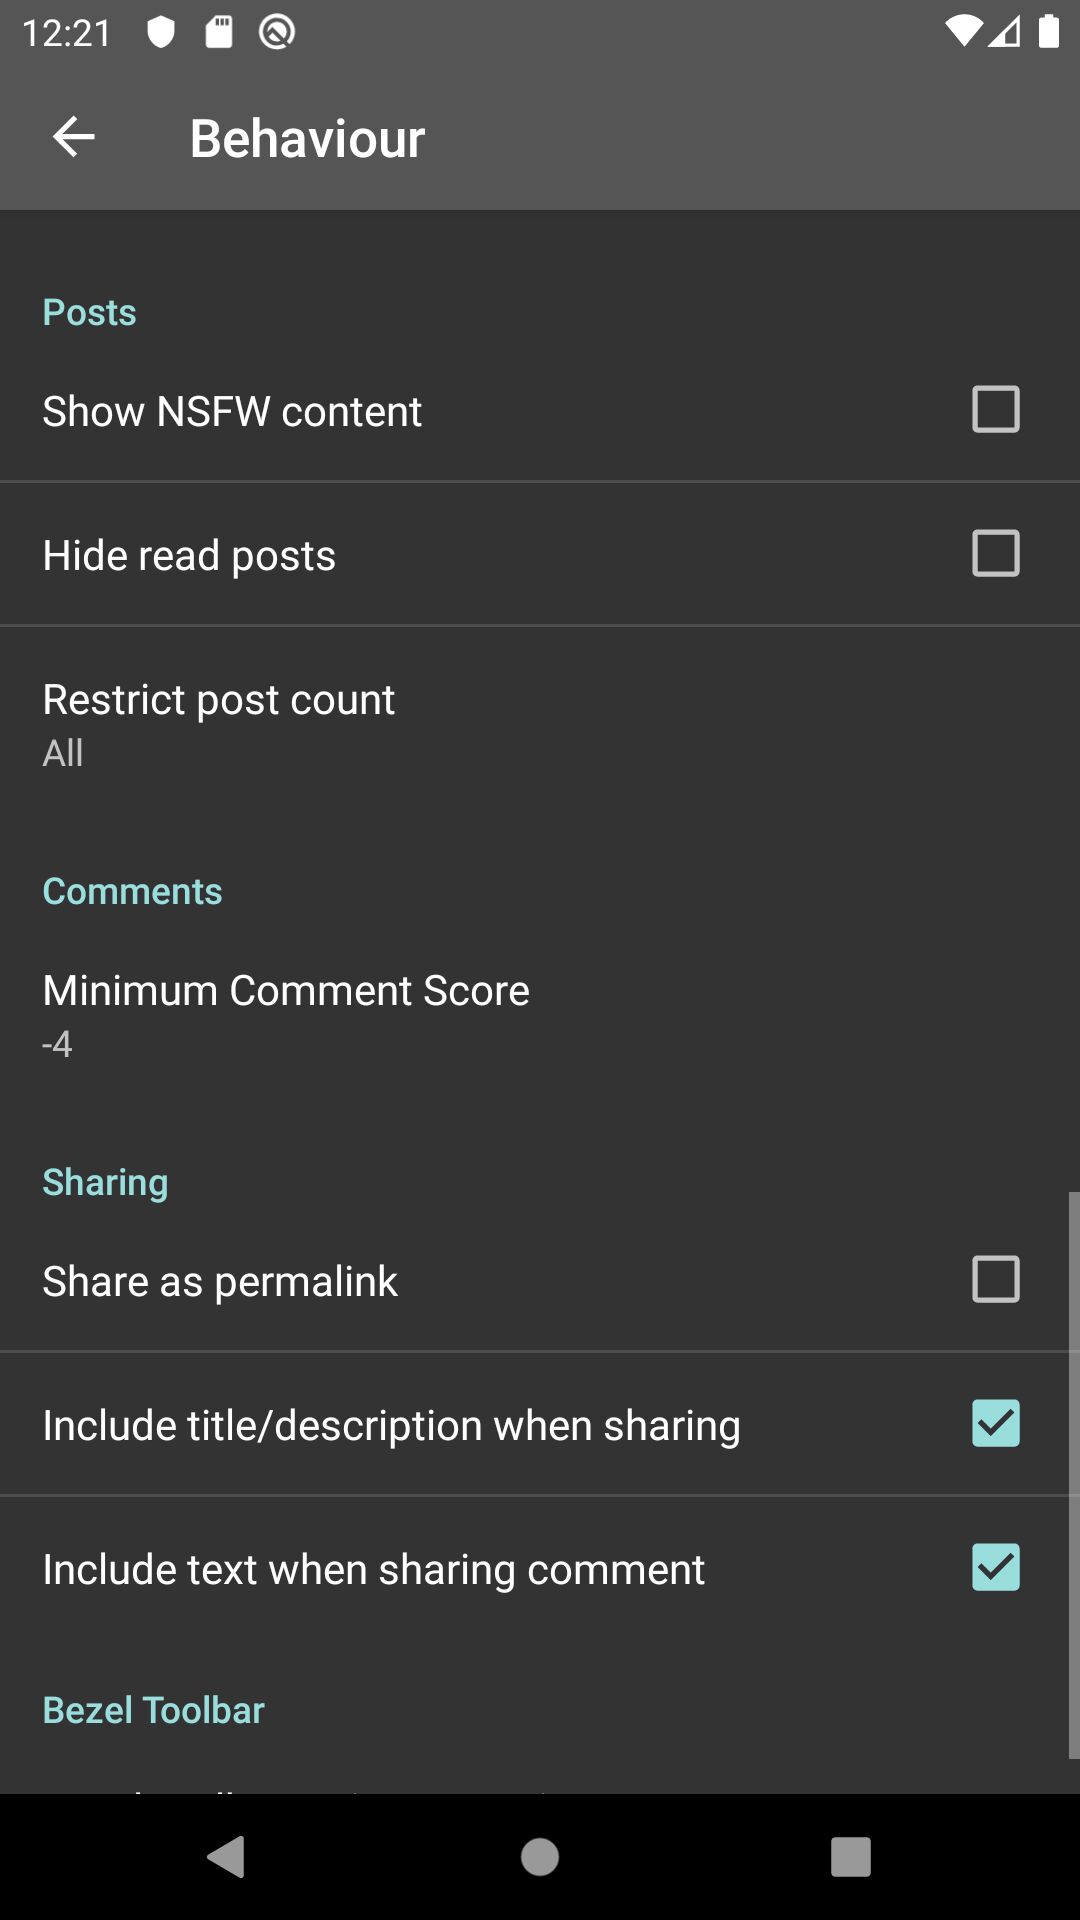 12:21
Behaviour
Posts
Show NSFW content
Hide read posts
Restrict post count
All
Comments
Minimum Comment Score
-4
Sharing
Share as permalink
Include title/description when sharing
Include text when sharing comment
Bezel Toolbar